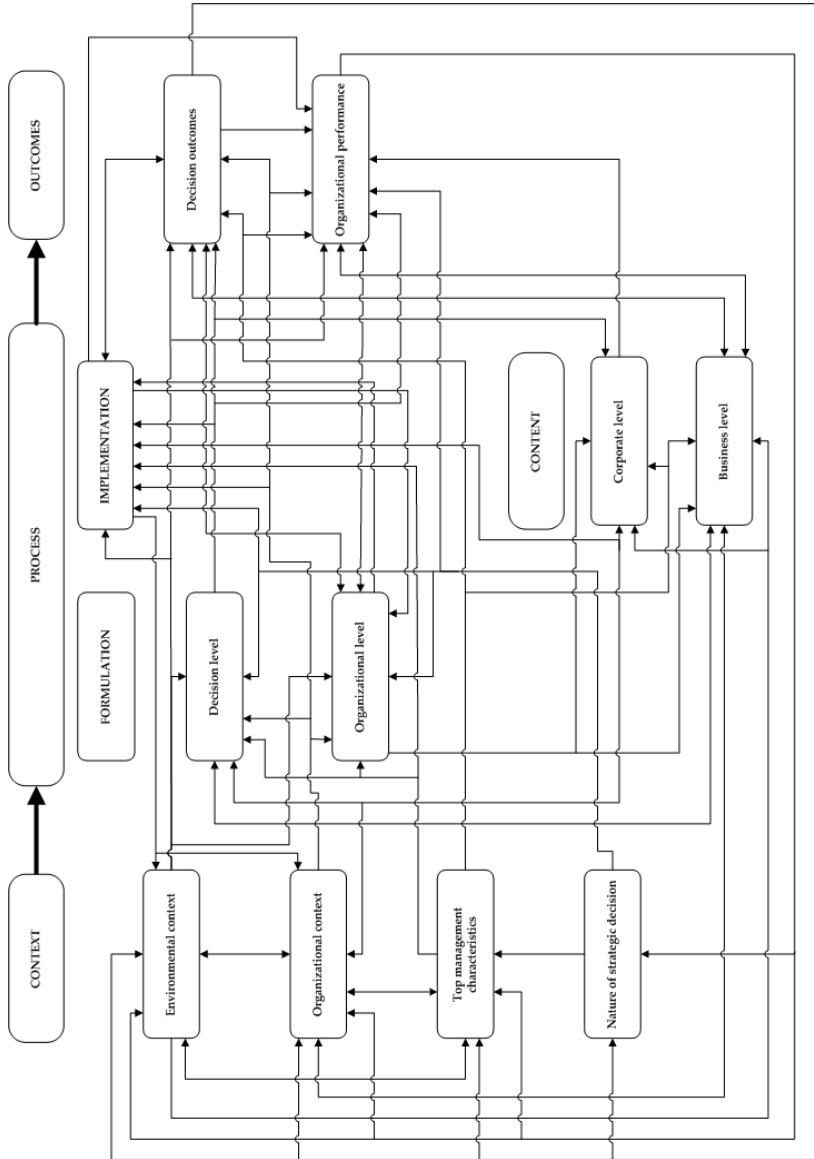 CONTEXT
PROCESS
OUTCOMES
FORMULATION
IMPLEMENTATION
Environmental context
Decision level
Decision outcomes
Organizational context
Organizational level
Organizational performance
Top management
characteristics
CONTENT
Nature of strategic decision
Corporate level
Business level